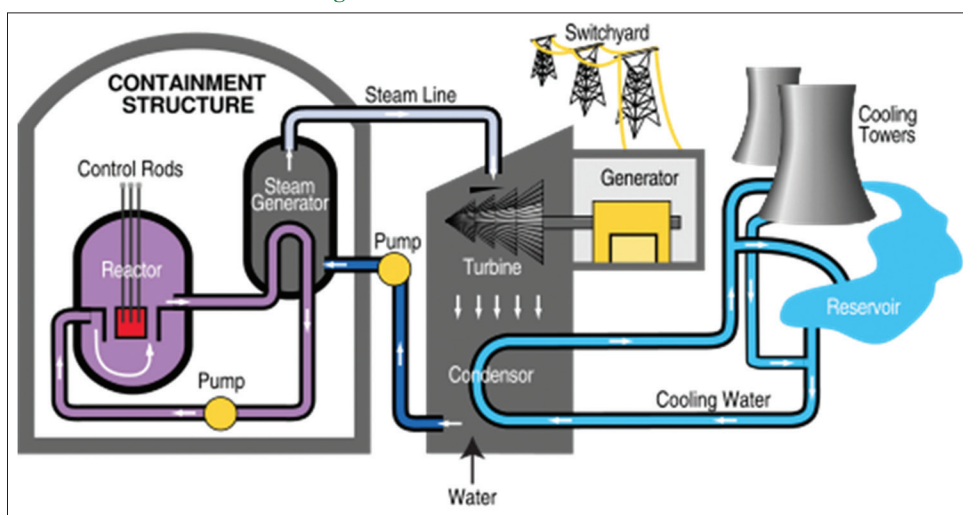 Switchyard
CONTAINMENT
STRUCTURE
Steam Line
Cooling
Towers
Control Rods
Steam
Generator
Generator
Pump
Reactor
Turbine
Reservoir
Pump
Condensor
Cooling Water
Water